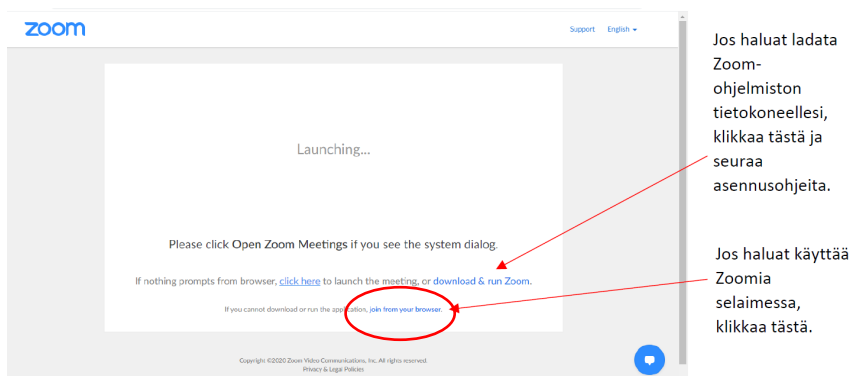 zoom
Support English
Launching...
Please click Open Zoom Meetings if you see the system dialog.
If nothing prompts from browser, click here to launch the meeting, or download & run Zoom.
If you cannot download or run the application, join from your browser.
Copyright ©2020 Zoom Video Communications, Inc. All rights reserved.
Privacy & Legal Policies
Jos haluat ladata
Zoom-
ohjelmiston
tietokoneellesi,
klikkaa tästä ja
seuraa
asennusohjeita.
Jos haluat käyttää
Zoomia
selaimessa,
klikkaa tästä.